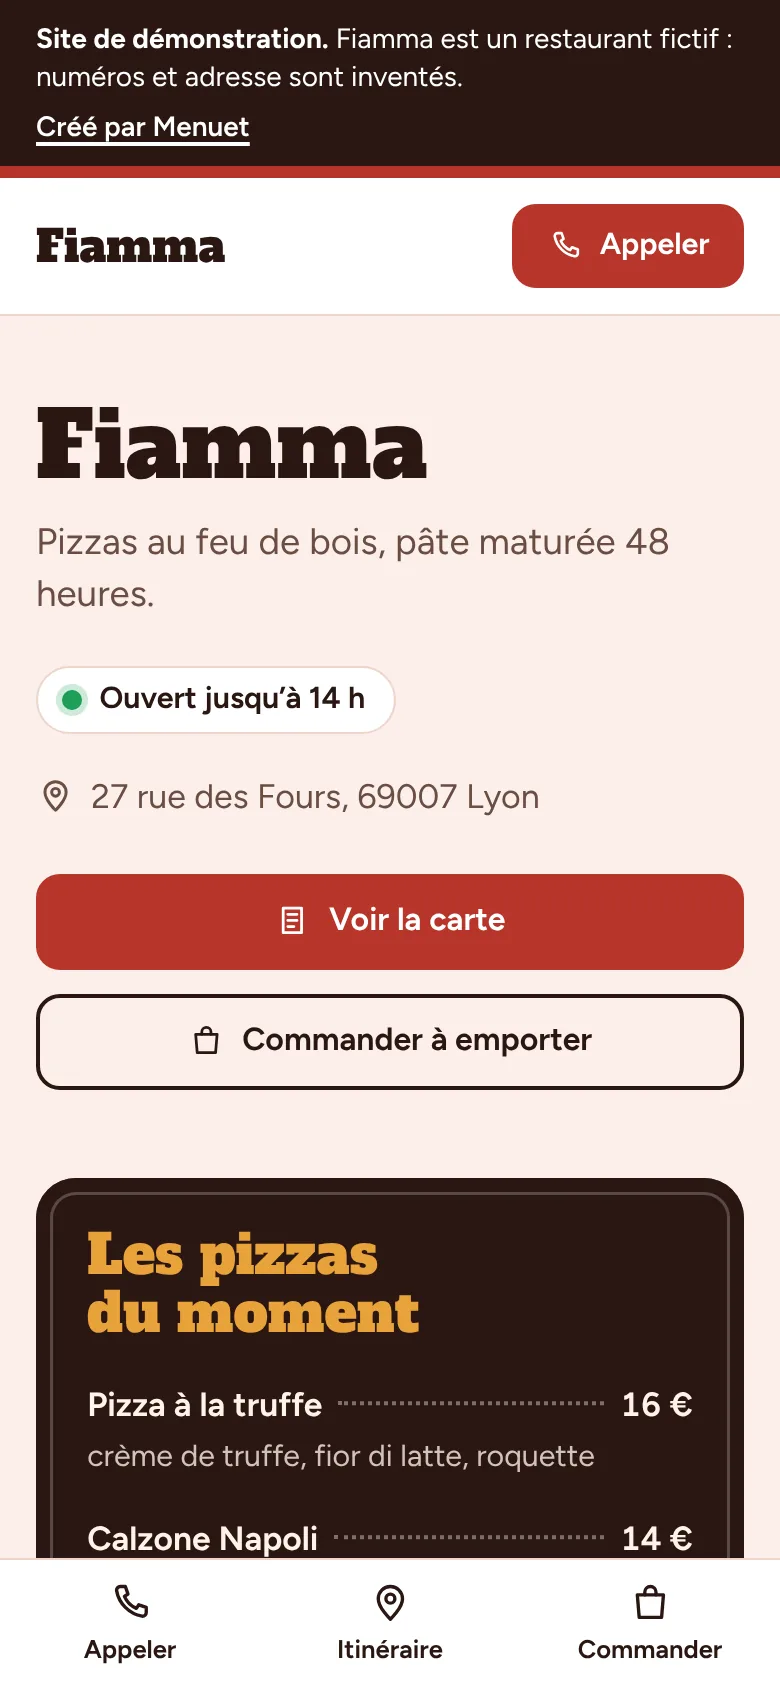 Site de démonstration. Fiamma est un restaurant fictif :
numéros et adresse sont inventés.
Créé par Menuet
Fiamma
Appeler
Fiamma
Pizzas au feu de bois, pâte maturée 48
heures.
Ouvert jusqu’à 14 h
27 rue des Fours, 69007 Lyon
Voir la carte
Commander à emporter
Les pizzas
du moment
Pizza à la truffe 16 €
crème de truffe, fior di latte, roquette
Calzone Napoli 14 €
Appeler Itinéraire Commander